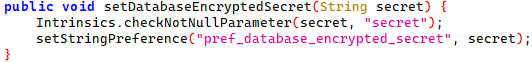 public void setDatabaseEncryptedSecret(String secret) {
    Intrinsics.checkNotNullParameter(secret, "secret");
    setStringPreference("pref_database_encrypted_secret", secret);
}